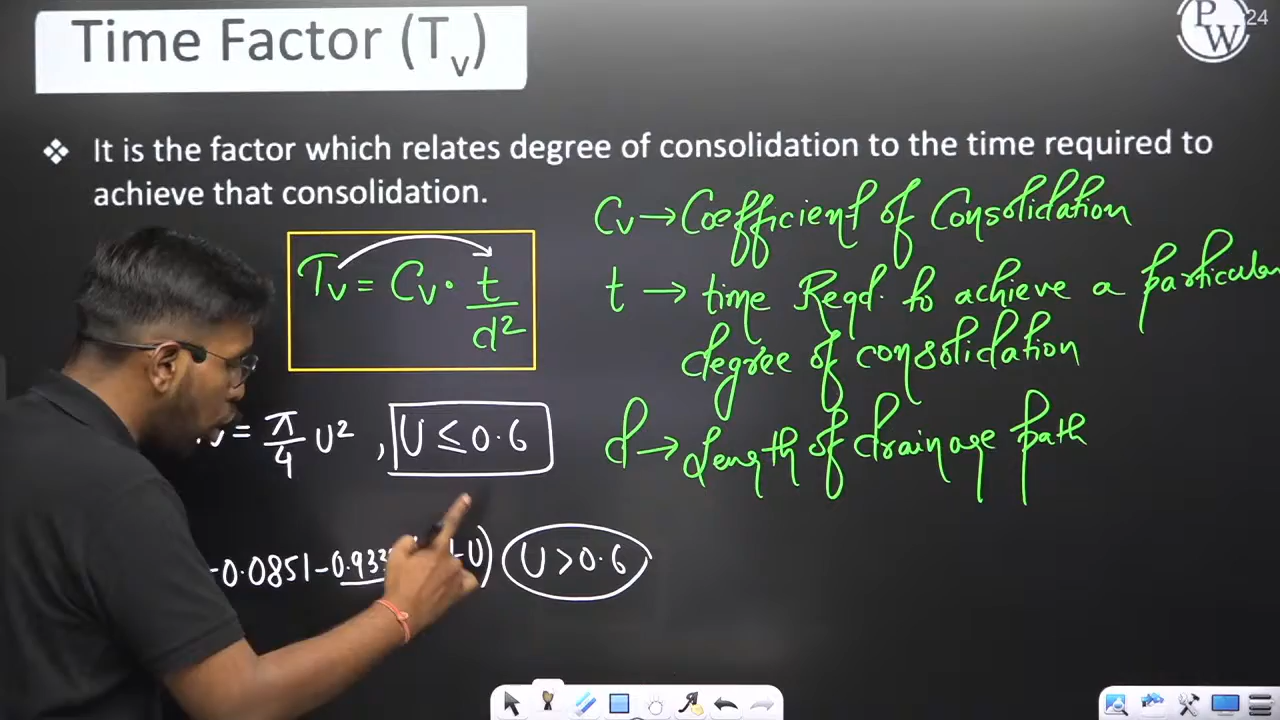 Time Factor (Tv)
PW
24
❖ It is the factor which relates degree of consolidation to the time required to
achieve that consolidation.
Cv → Coefficient of Consolidation
Tv = Cv · t/d²
t → time Reqd. to achieve a particular
degree of consolidation
= π/4 U² , U ≤ 0.6
d → Length of drainage path
-0.0851 - 0.933 -U) U > 0.6